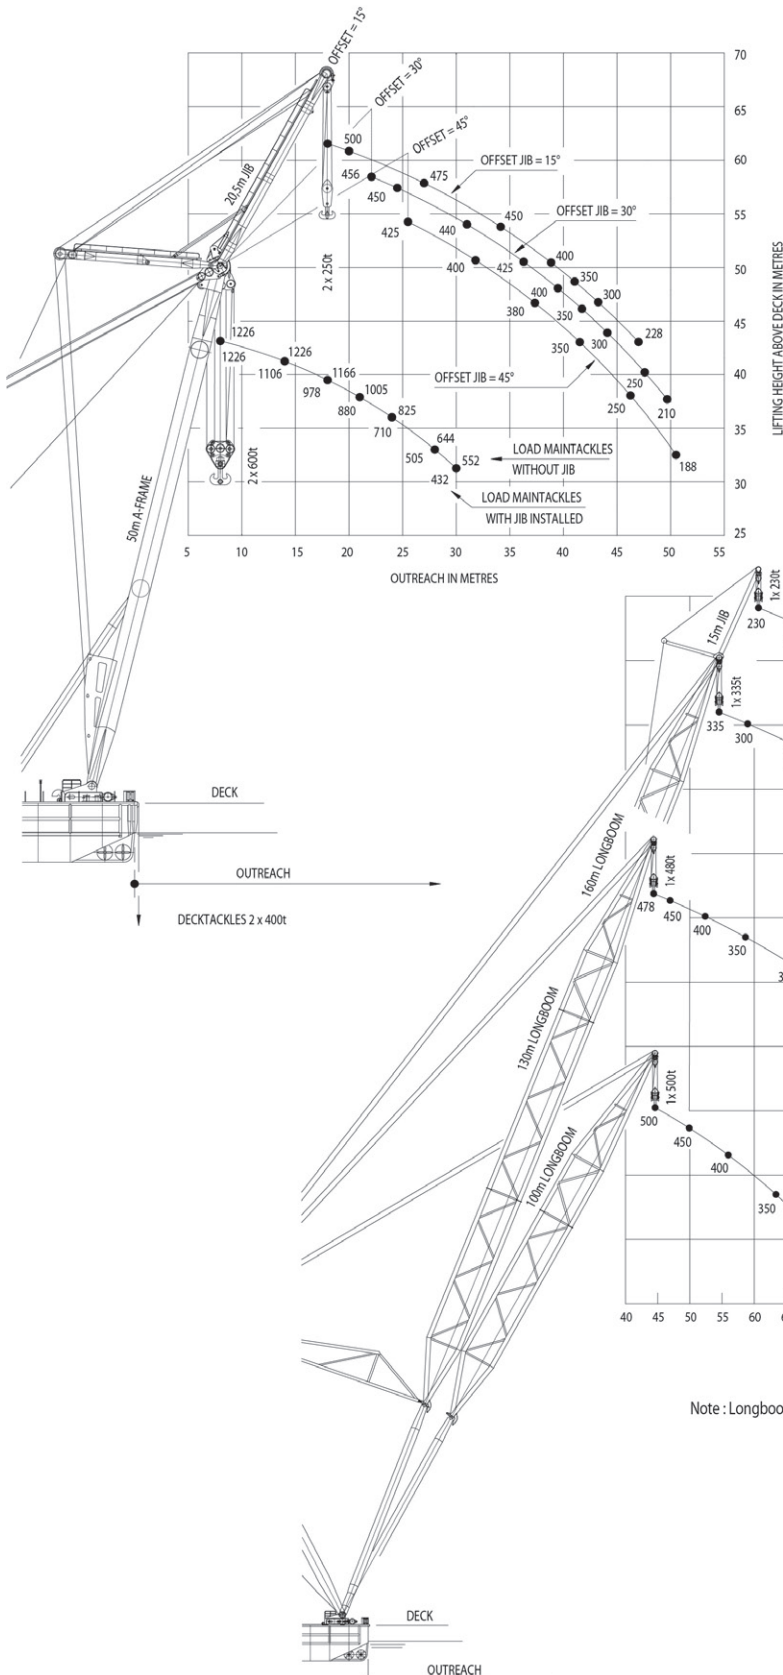 OFFSET = 15°
OFFSET = 30°
OFFSET = 45°
20,5m JIB
2 x 250t
500
475
450
400
350
300
228
OFFSET JIB = 15°
456
450
440
425
400
350
300
250
210
OFFSET JIB = 30°
425
400
380
350
250
188
OFFSET JIB = 45°
1226
1226
1166
1005
825
644
552
1226
1106
978
880
710
505
432
LOAD MAINTACKLES
WITHOUT JIB
LOAD MAINTACKLES
WITH JIB INSTALLED
2 x 600t
50m A-FRAME
70
65
60
55
50
45
40
35
30
25
LIFTING HEIGHT ABOVE DECK IN METRES
5 10 15 20 25 30 35 40 45 50 55
OUTREACH IN METRES
DECK
OUTREACH
DECKTACKLES 2 x 400t
1x 230t
230
15m JIB
1x 335t
335
300
160m LONGBOOM
1x 480t
478
450
400
350
130m LONGBOOM
1x 500t
500
450
400
350
100m LONGBOOM
40 45 50 55 60
Note : Longboo
DECK
OUTREACH